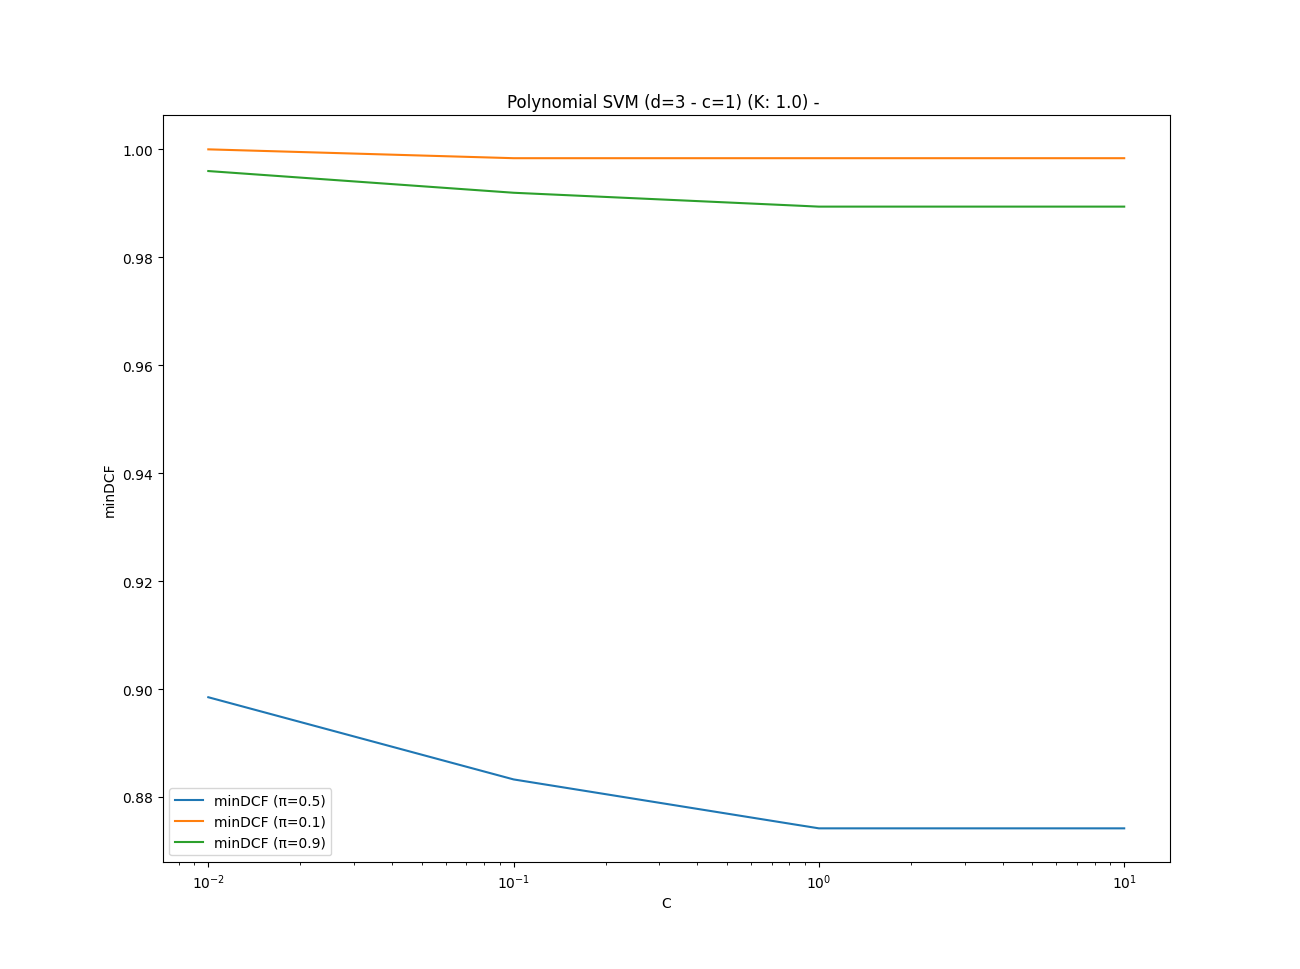 Polynomial SVM (d=3 - c=1) (K: 1.0) -
minDCF
1.00
0.98
0.96
0.94
0.92
0.90
0.88
minDCF (π=0.5)
minDCF (π=0.1)
minDCF (π=0.9)
10⁻²
10⁻¹
10⁰
10¹
C